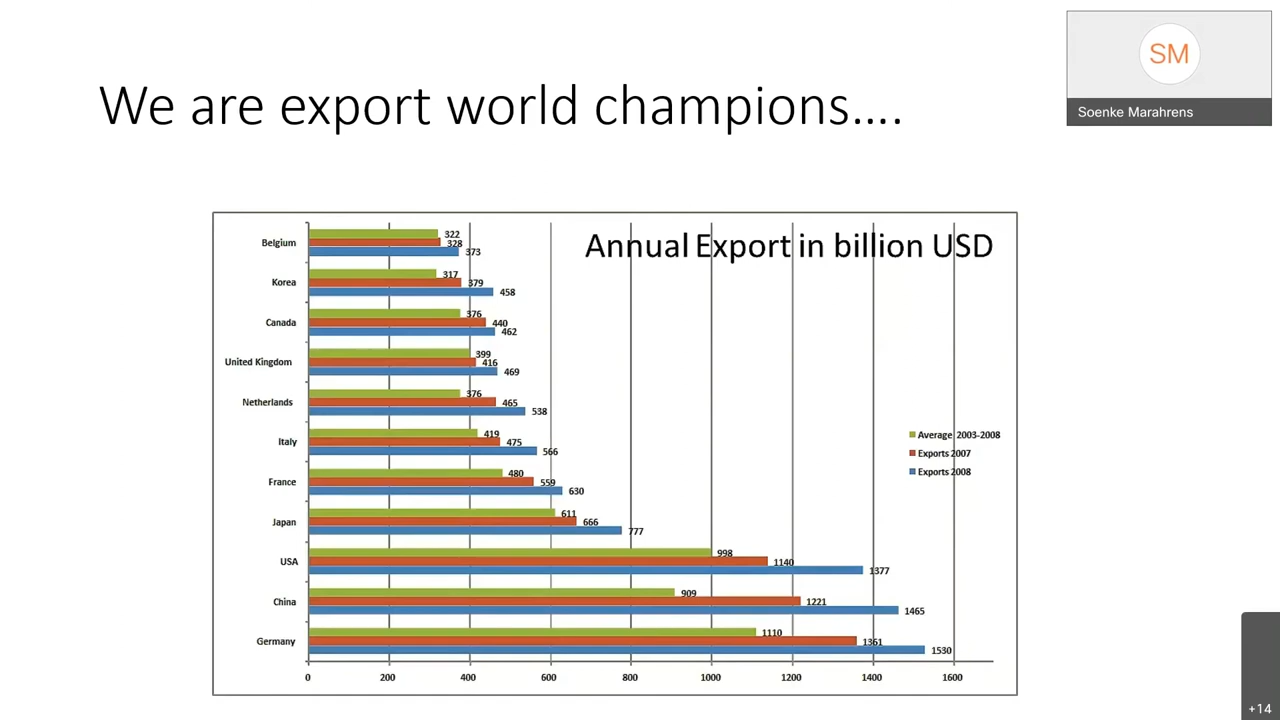 We are export world champions….
SM
Soenke Marahrens
Annual Export in billion USD
Belgium 322 328 373
Korea 317 379 458
Canada 376 440 462
United Kingdom 399 416 469
Netherlands 376 465 538
Italy 419 475 566
France 480 559 630
Japan 611 666 777
USA 998 1140 1377
China 909 1221 1465
Germany 1110 1361 1530
Average 2003-2008
Exports 2007
Exports 2008
0 200 400 600 800 1000 1200 1400 1600
+14